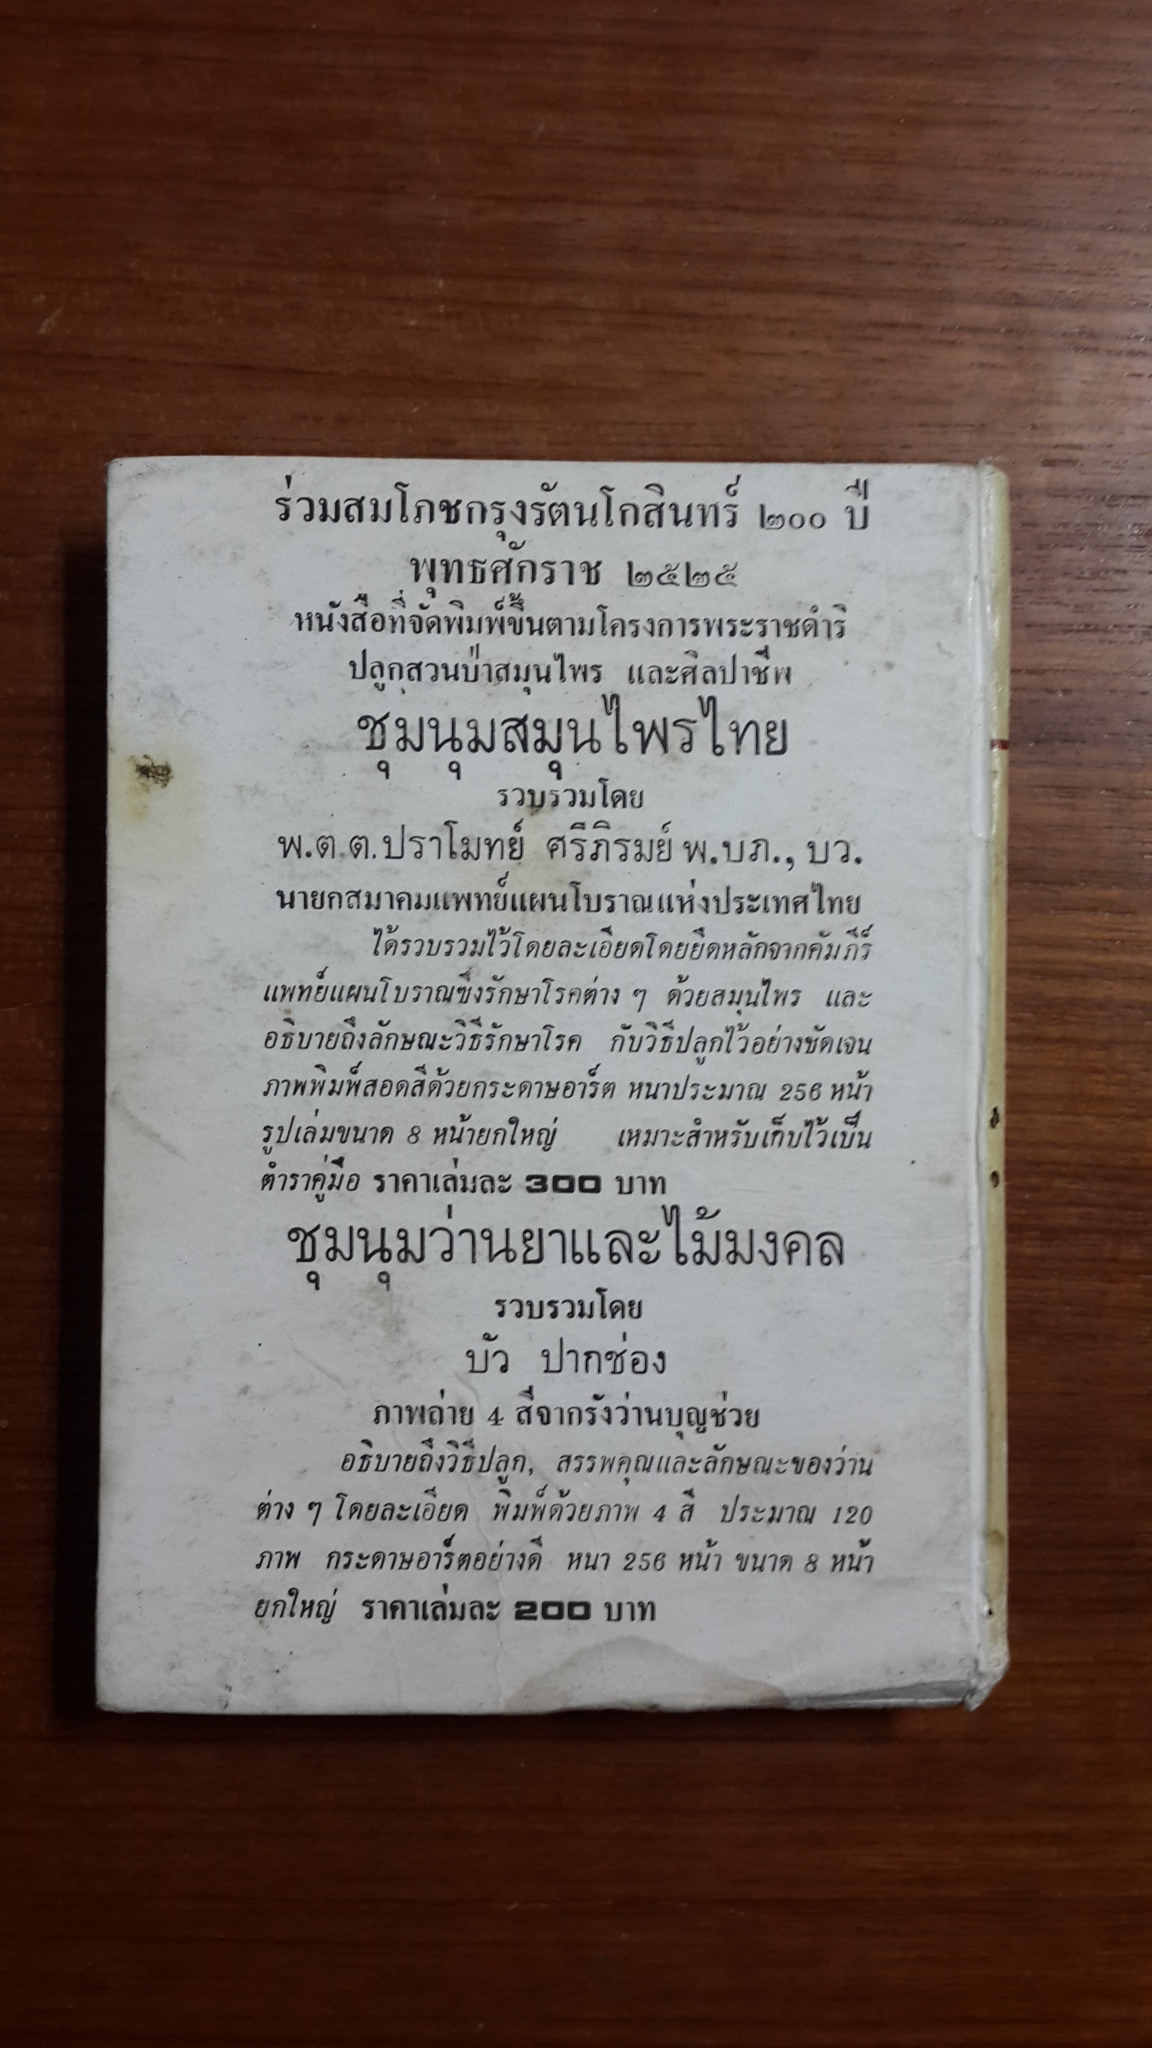 ร่วมสมโภชกรุงรัตนโกสินทร์ ๒๐๐ ปี
พุทธศักราช ๒๕๒๕
หนังสือที่จัดพิมพ์ขึ้นตามโครงการพระราชดำริ
ปลูกสวนป่าสมุนไพร และศิลปาชีพ
ชุมนุมสมุนไพรไทย
รวบรวมโดย
พ.ต.ต.ปราโมทย์ ศรีภิรมย์ พ.บภ., บว.
นายกสมาคมแพทย์แผนโบราณแห่งประเทศไทย
ได้รวบรวมไว้โดยละเอียดโดยยึดหลักจากคัมภีร์
แพทย์แผนโบราณซึ่งรักษาโรคต่าง ๆ ด้วยสมุนไพร และ
อธิบายถึงลักษณะวิธีรักษาโรค กับวิธีปลูกไว้อย่างชัดเจน
ภาพพิมพ์สอดสีด้วยกระดาษอาร์ต หนาประมาณ 256 หน้า
รูปเล่มขนาด 8 หน้ายกใหญ่ เหมาะสำหรับเก็บไว้เป็น
ตำราคู่มือ ราคาเล่มละ 300 บาท
ชุมนุมว่านยาและไม้มงคล
รวบรวมโดย
บัว ปากช่อง
ภาพถ่าย 4 สีจากรังว่านบุญช่วย
อธิบายถึงวิธีปลูก, สรรพคุณและลักษณะของว่าน
ต่าง ๆ โดยละเอียด พิมพ์ด้วยภาพ 4 สี ประมาณ 120
ภาพ กระดาษอาร์ตอย่างดี หนา 256 หน้า ขนาด 8 หน้า
ยกใหญ่ ราคาเล่มละ 200 บาท